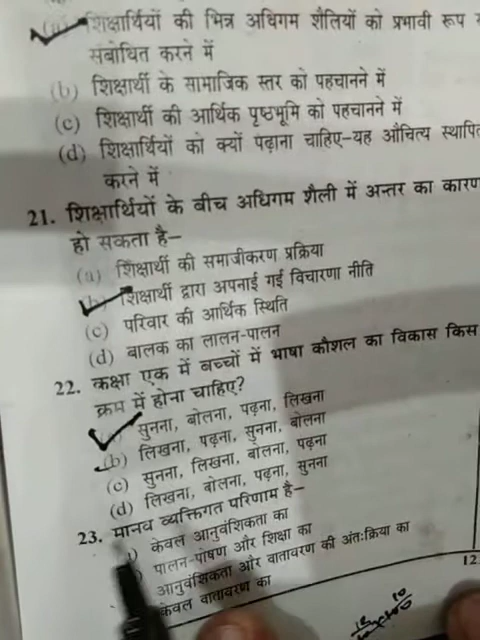 शिक्षार्थियों की भिन्न अधिगम शैलियों को प्रभावी रूप
संबोधित करने में
(b) शिक्षार्थी के सामाजिक स्तर को पहचानने में
(c) शिक्षार्थी की आर्थिक पृष्ठभूमि को पहचानने में
(d) शिक्षार्थियों को क्यों पढ़ाना चाहिए-यह औचित्य स्थापित
करने में
21. शिक्षार्थियों के बीच अधिगम शैली में अन्तर का कारण
हो सकता है-
(a) शिक्षार्थी की समाजीकरण प्रक्रिया
(b) शिक्षार्थी द्वारा अपनाई गई विचारणा नीति
(c) परिवार की आर्थिक स्थिति
(d) बालक का लालन-पालन
22. कक्षा एक में बच्चों में भाषा कौशल का विकास किस
क्रम में होना चाहिए?
सुनना, बोलना, पढ़ना, लिखना
(b) लिखना, पढ़ना, सुनना, बोलना
(c) सुनना, लिखना, बोलना, पढ़ना
(d) लिखना, बोलना, पढ़ना, सुनना
23. मानव व्यक्तिगत परिणाम है-
केवल आनुवंशिकता का
पालन-पोषण और शिक्षा का
आनुवंशिकता और वातावरण की अंतःक्रिया का
केवल वातावरण का
12